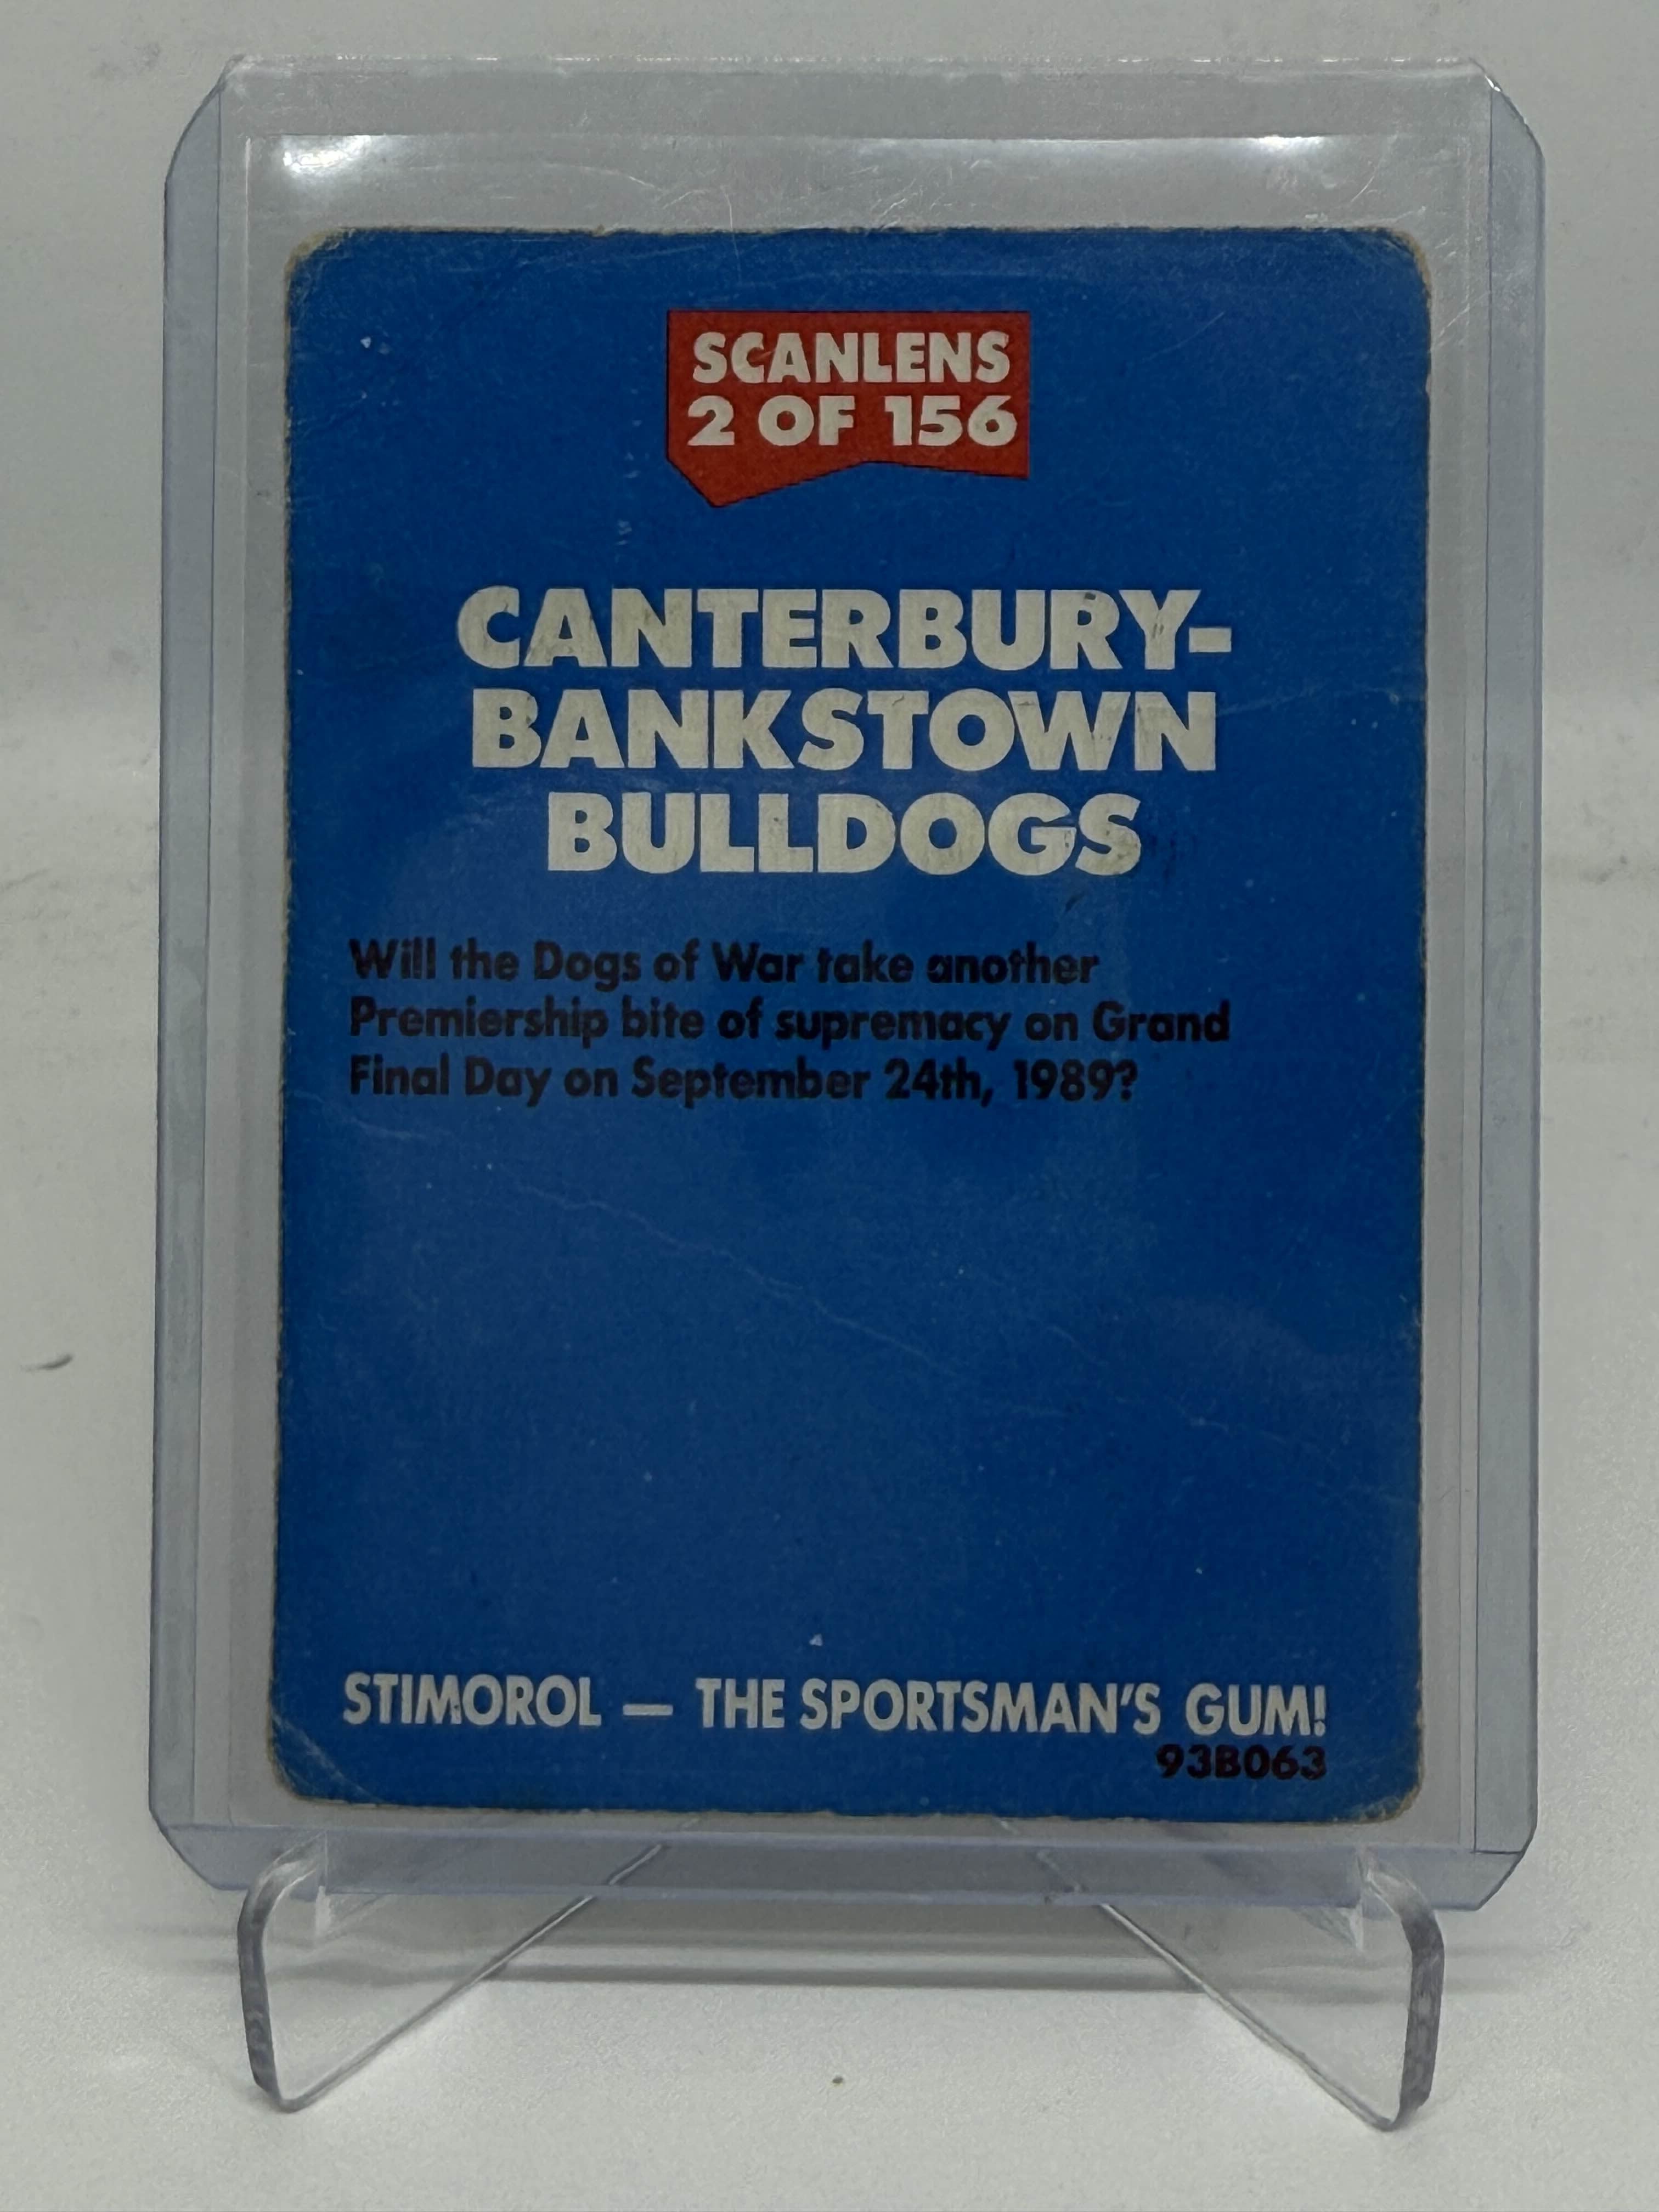 SCANLENS
2 OF 156
CANTERBURY-
BANKSTOWN
BULLDOGS
Will the Dogs of War take another
Premiership bite of supremacy on Grand
Final Day on September 24th, 1989?
STIMOROL — THE SPORTSMAN'S GUM!
93B063